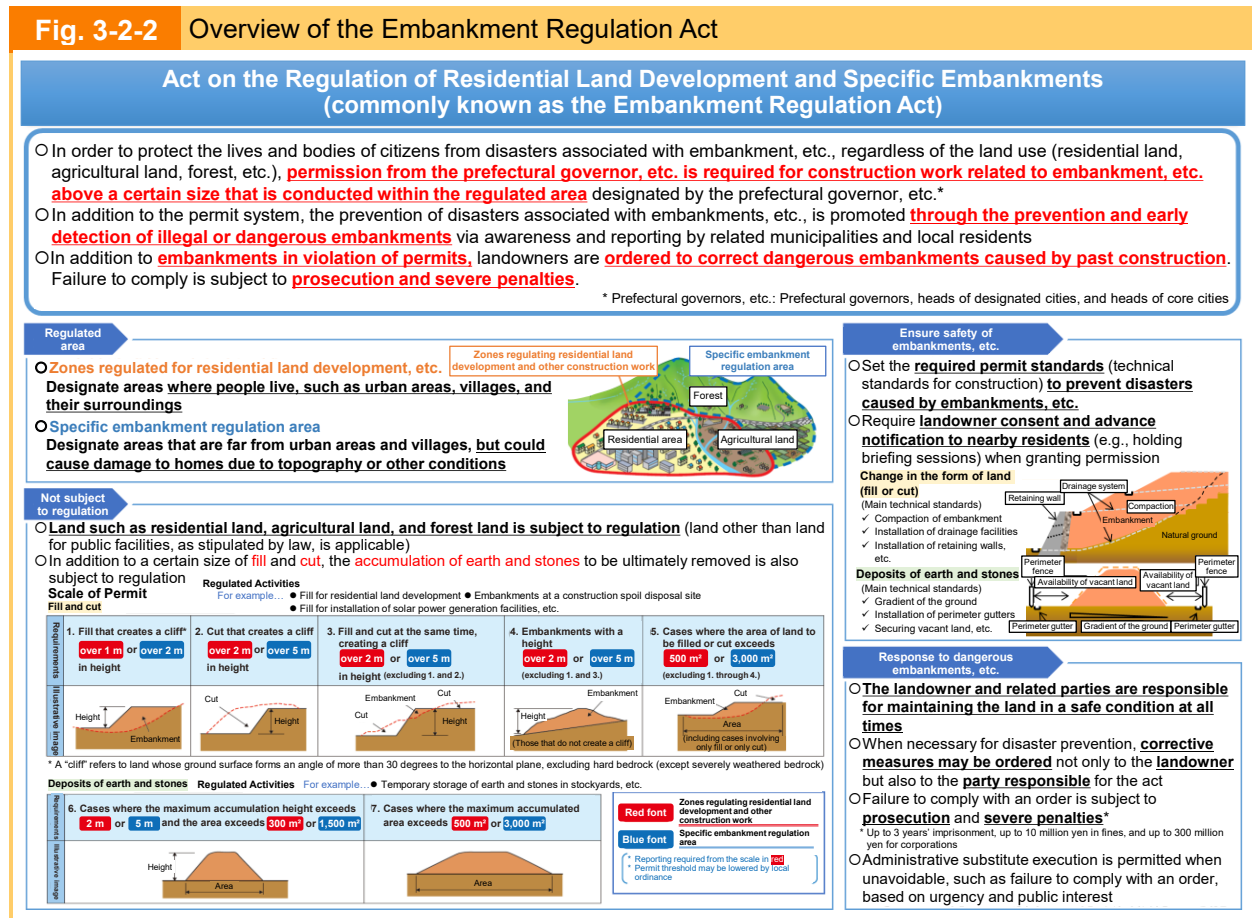 Fig. 3-2-2 Overview of the Embankment Regulation Act
Act on the Regulation of Residential Land Development and Specific Embankments
(commonly known as the Embankment Regulation Act)
○In order to protect the lives and bodies of citizens from disasters associated with embankment, etc., regardless of the land use (residential land,
agricultural land, forest, etc.), permission from the prefectural governor, etc. is required for construction work related to embankment, etc.
above a certain size that is conducted within the regulated area designated by the prefectural governor, etc.*
○In addition to the permit system, the prevention of disasters associated with embankments, etc., is promoted through the prevention and early
detection of illegal or dangerous embankments via awareness and reporting by related municipalities and local residents
○In addition to embankments in violation of permits, landowners are ordered to correct dangerous embankments caused by past construction.
Failure to comply is subject to prosecution and severe penalties.
* Prefectural governors, etc.: Prefectural governors, heads of designated cities, and heads of core cities
Regulated
area
○ Zones regulated for residential land development, etc.
Designate areas where people live, such as urban areas, villages, and
their surroundings
○ Specific embankment regulation area
Designate areas that are far from urban areas and villages, but could
cause damage to homes due to topography or other conditions
Zones regulating residential land
development and other construction work
Specific embankment
regulation area
Forest
Residential area
Agricultural land
Not subject
to regulation
○Land such as residential land, agricultural land, and forest land is subject to regulation (land other than land
for public facilities, as stipulated by law, is applicable)
○In addition to a certain size of fill and cut, the accumulation of earth and stones to be ultimately removed is also
subject to regulation
Scale of Permit
Fill and cut
Regulated Activities
For example… ● Fill for residential land development ● Embankments at a construction spoil disposal site
● Fill for installation of solar power generation facilities, etc.
Requirements
1. Fill that creates a cliff*
over 1 m or over 2 m
in height
2. Cut that creates a cliff
over 2 m or over 5 m
in height
3. Fill and cut at the same time,
creating a cliff
over 2 m or over 5 m
in height (excluding 1. and 2.)
4. Embankments with a
height
over 2 m or over 5 m
(excluding 1. and 3.)
5. Cases where the area of land to
be filled or cut exceeds
500 m² or 3,000 m²
(excluding 1. through 4.)
Illustrative image
Height
Embankment
Cut
Height
Embankment
Cut
Cut
Height
Embankment
Height
(Those that do not create a cliff)
Cut
Embankment
Area
(including cases involving
only fill or only cut)
* A "cliff" refers to land whose ground surface forms an angle of more than 30 degrees to the horizontal plane, excluding hard bedrock (except severely weathered bedrock)
Deposits of earth and stones Regulated Activities For example… ● Temporary storage of earth and stones in stockyards, etc.
Requirements
6. Cases where the maximum accumulation height exceeds
2 m or 5 m and the area exceeds 300 m² or 1,500 m²
7. Cases where the maximum accumulated
area exceeds 500 m² or 3,000 m²
Illustrative image
Height
Area
Area
Red font
Zones regulating residential land
development and other
construction work
Blue font
Specific embankment regulation
area
* Reporting required from the scale in red
* Permit threshold may be lowered by local
ordinance
Ensure safety of
embankments, etc.
○Set the required permit standards (technical
standards for construction) to prevent disasters
caused by embankments, etc.
○Require landowner consent and advance
notification to nearby residents (e.g., holding
briefing sessions) when granting permission
Change in the form of land
(fill or cut)
(Main technical standards)
✓ Compaction of embankment
✓ Installation of drainage facilities
✓ Installation of retaining walls,
etc.
Drainage system
Retaining wall
Compaction
Embankment
Natural ground
Deposits of earth and stones
(Main technical standards)
✓ Gradient of the ground
✓ Installation of perimeter gutters
✓ Securing vacant land, etc.
Perimeter
fence
Availability of vacant land
Availability of
vacant land
Perimeter
fence
Perimeter gutter
Gradient of the ground
Perimeter gutter
Response to dangerous
embankments, etc.
○The landowner and related parties are responsible
for maintaining the land in a safe condition at all
times
○When necessary for disaster prevention, corrective
measures may be ordered not only to the landowner
but also to the party responsible for the act
○Failure to comply with an order is subject to
prosecution and severe penalties*
* Up to 3 years' imprisonment, up to 10 million yen in fines, and up to 300 million
yen for corporations
○Administrative substitute execution is permitted when
unavoidable, such as failure to comply with an order,
based on urgency and public interest